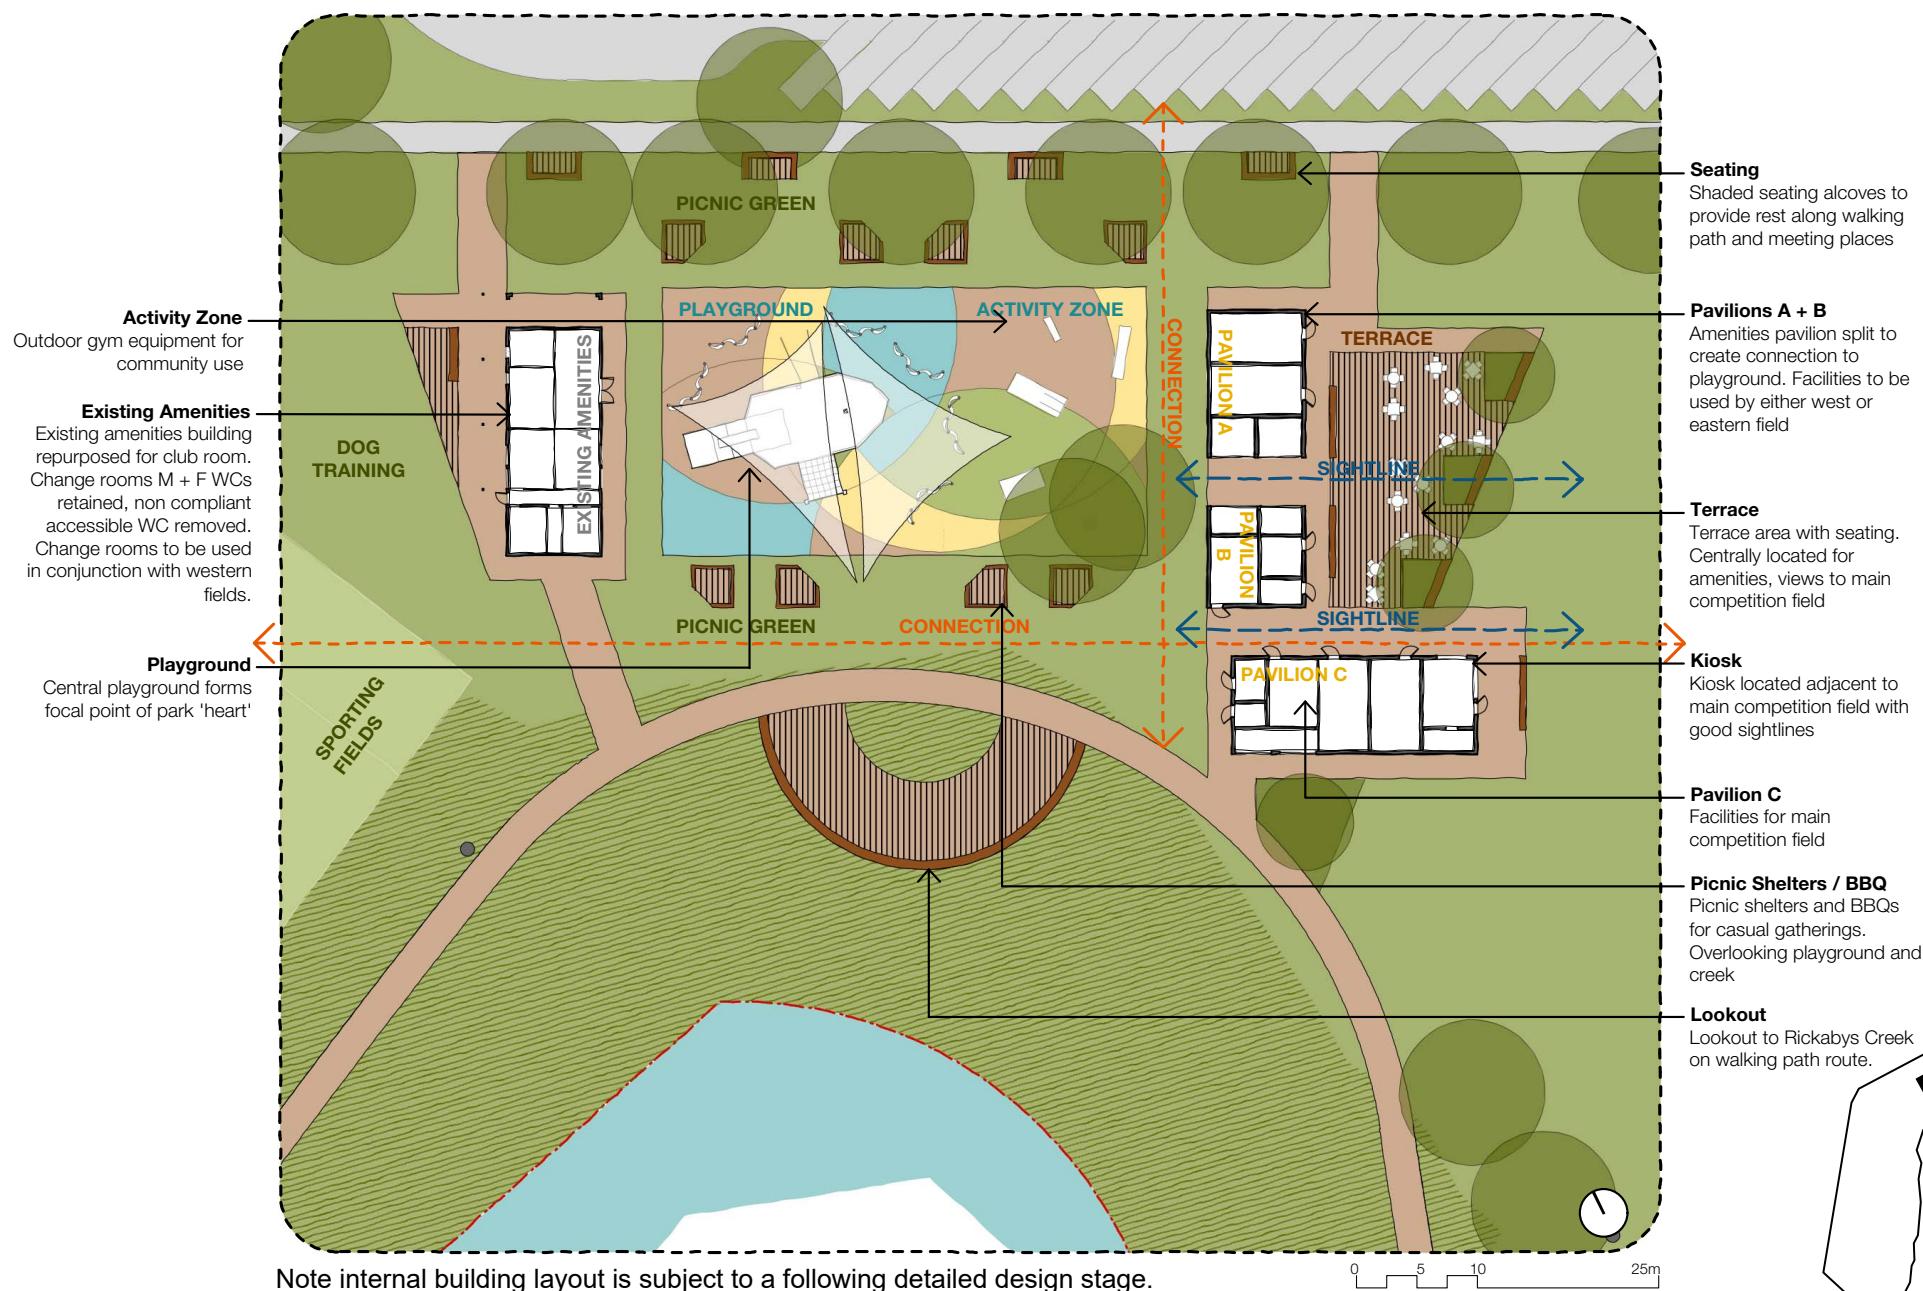 PICNIC GREEN
PLAYGROUND
ACTIVITY ZONE
CONNECTION
PAVILION A
TERRACE
EXISTING AMENITIES
DOG
TRAINING
SIGHTLINE
PAVILION
B
PICNIC GREEN
CONNECTION
SIGHTLINE
PAVILION C
SPORTING
FIELDS
Activity Zone
Outdoor gym equipment for
community use
Existing Amenities
Existing amenities building
repurposed for club room.
Change rooms M + F WCs
retained, non compliant
accessible WC removed.
Change rooms to be used
in conjunction with western
fields.
Playground
Central playground forms
focal point of park 'heart'
Seating
Shaded seating alcoves to
provide rest along walking
path and meeting places
Pavilions A + B
Amenities pavilion split to
create connection to
playground. Facilities to be
used by either west or
eastern field
Terrace
Terrace area with seating.
Centrally located for
amenities, views to main
competition field
Kiosk
Kiosk located adjacent to
main competition field with
good sightlines
Pavilion C
Facilities for main
competition field
Picnic Shelters / BBQ
Picnic shelters and BBQs
for casual gatherings.
Overlooking playground and
creek
Lookout
Lookout to Rickabys Creek
on walking path route.
Note internal building layout is subject to a following detailed design stage.
0 5 10 25m